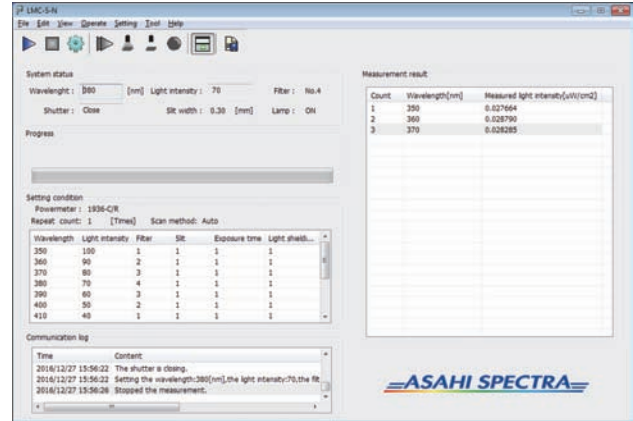 LMC-S-N
File Edit View Operate Setting Tool Help
System status
Wavelenght : 380 [nm] Light intensity : 70 Filter : No.4
Shutter : Close Slit width : 0.30 [mm] Lamp : ON
Progress
Setting condition
Powermeter : 1936-C/R
Repeat count: 1 [Times] Scan method: Auto
Wavelength Light intensity Filter Slit Exposure time Light shieldi...
350 100 1 1 1 1
360 90 2 1 1 1
370 80 3 1 1 1
380 70 4 1 1 1
390 60 3 1 1 1
400 50 2 1 1 1
410 40 1 1 1 1
Communication log
Time Content
2016/12/27 15:56:22 The shutter is closing.
2016/12/27 15:56:22 Setting the wavelength:380[nm],the light intensity:70,the filt
2016/12/27 15:56:26 Stopped the measurement.
Measurement result
Count Wavelength[nm] Measured light intensity[uW/cm2]
1 350 0.027664
2 360 0.028790
3 370 0.028285
ASAHI SPECTRA